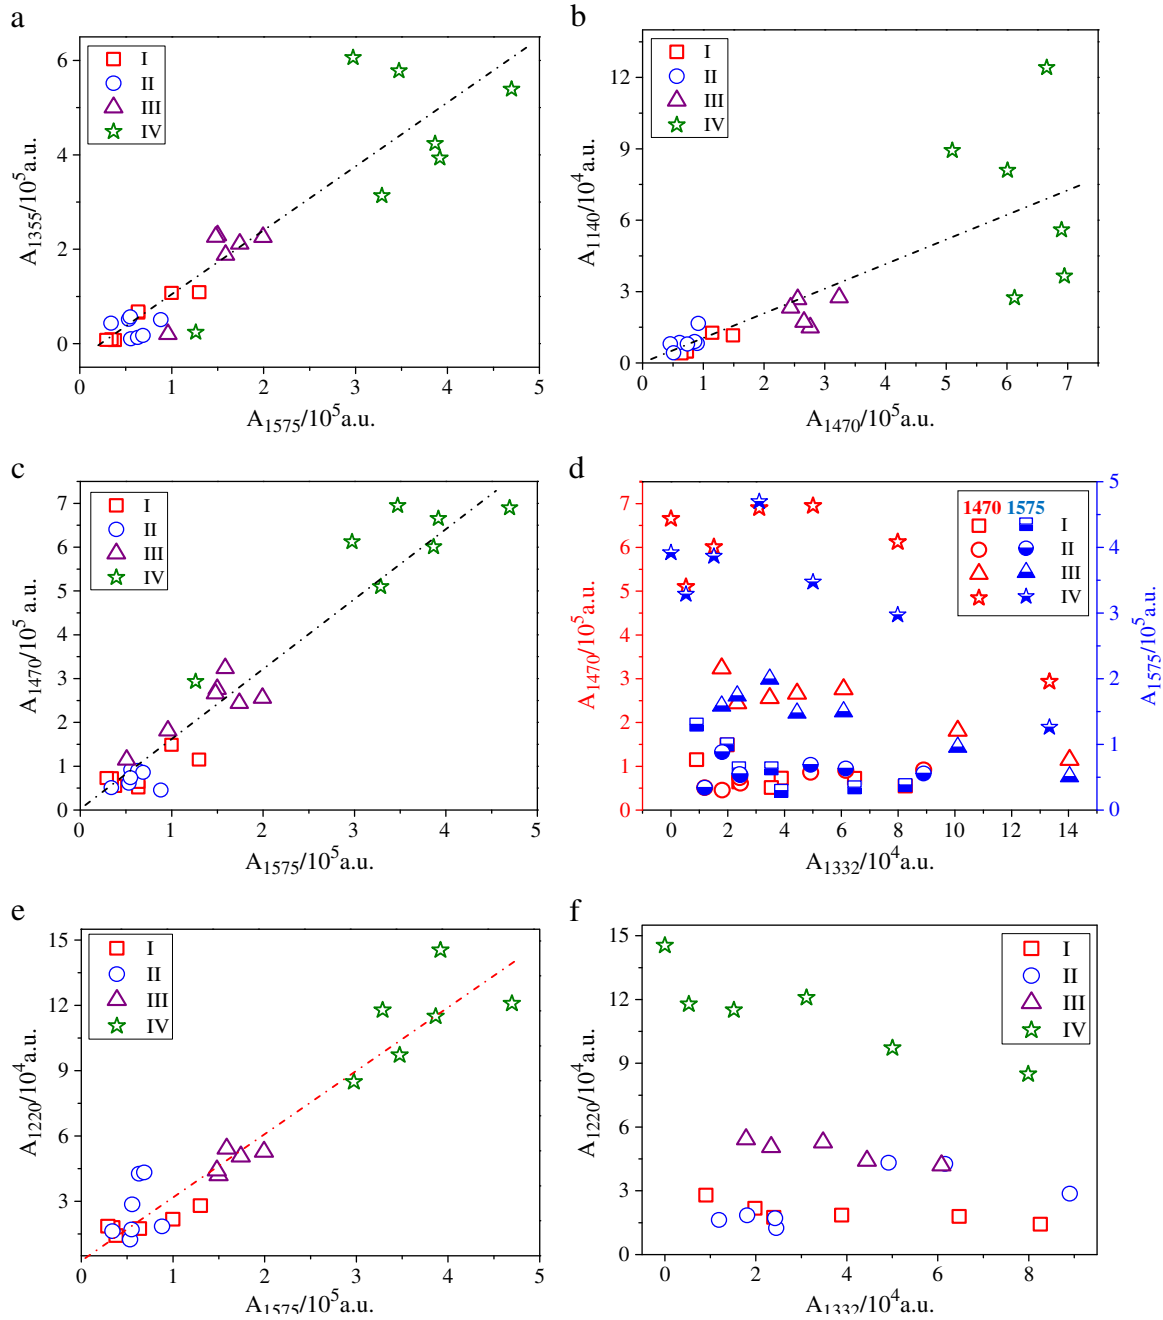 a
A1355/10^5a.u.
6
4
2
0
I
II
III
IV
0 1 2 3 4 5
A1575/10^5a.u.
b
A1140/10^4a.u.
12
9
6
3
0
I
II
III
IV
0 1 2 3 4 5 6 7
A1470/10^5a.u.
c
A1470/10^5 a.u.
7
6
5
4
3
2
1
0
I
II
III
IV
0 1 2 3 4 5
A1575/10^5a.u.
d
A1470/10^5a.u.
7
6
5
4
3
2
1
0
1470 1575
I
II
III
IV
5
4
3
2
1
0
A1575/10^5a.u.
0 2 4 6 8 10 12 14
A1332/10^4a.u.
e
A1220/10^4a.u.
15
12
9
6
3
I
II
III
IV
0 1 2 3 4 5
A1575/10^5a.u.
f
A1220/10^4a.u.
15
12
9
6
3
0
I
II
III
IV
0 2 4 6 8
A1332/10^4a.u.